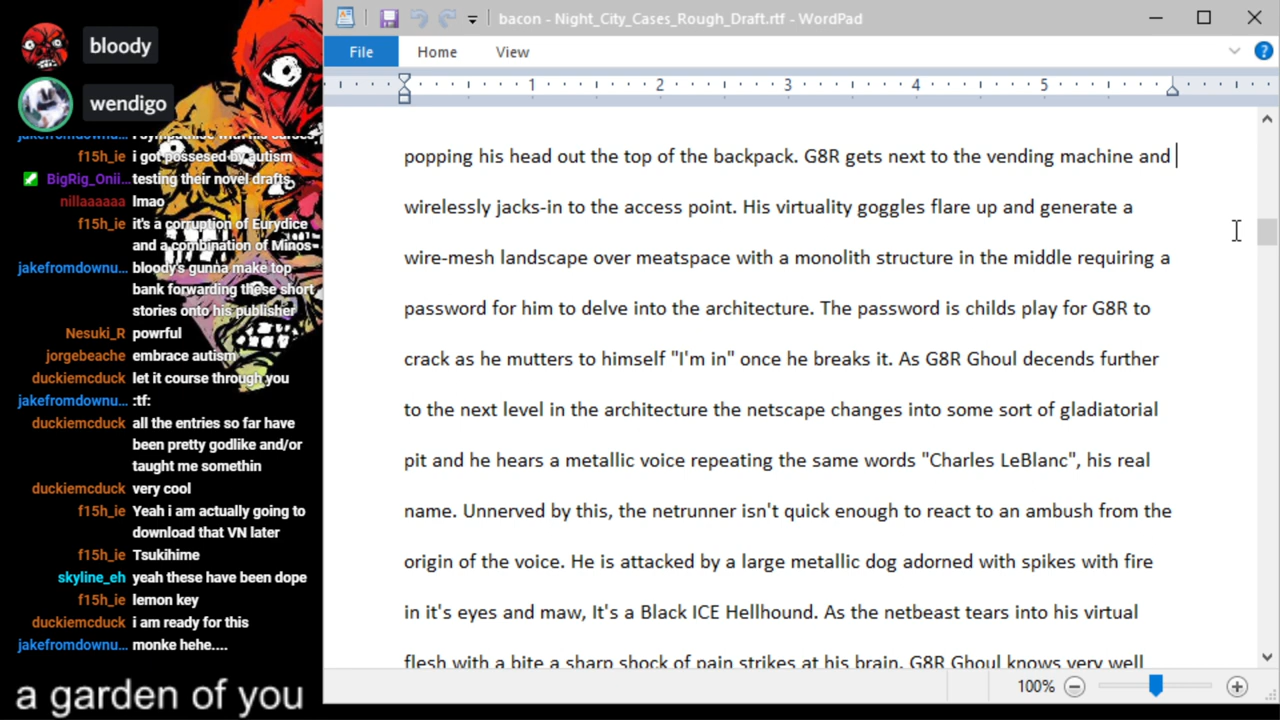 bloody
wendigo
f15h_ie i got possesed by autism
BigRig_Onii... testing their novel drafts
nillaaaaaa lmao
f15h_ie it's a corruption of Eurydice
and a combination of Minos-
jakefromdownu... bloody's gunna make top
bank forwarding these short
stories onto his publisher
Nesuki_R powrful
jorgebeache embrace autism
duckiemcduck let it course through you
jakefromdownu... :tf:
duckiemcduck all the entries so far have
been pretty godlike and/or
taught me somethin
duckiemcduck very cool
f15h_ie Yeah i am actually going to
download that VN later
f15h_ie Tsukihime
skyline_eh yeah these have been dope
f15h_ie lemon key
duckiemcduck i am ready for this
jakefromdownu... monke hehe....
a garden of you
bacon - Night_City_Cases_Rough_Draft.rtf - WordPad
File Home View
1 2 3 4 5
popping his head out the top of the backpack. G8R gets next to the vending machine and
wirelessly jacks-in to the access point. His virtuality goggles flare up and generate a
wire-mesh landscape over meatspace with a monolith structure in the middle requiring a
password for him to delve into the architecture. The password is childs play for G8R to
crack as he mutters to himself "I'm in" once he breaks it. As G8R Ghoul decends further
to the next level in the architecture the netscape changes into some sort of gladiatorial
pit and he hears a metallic voice repeating the same words "Charles LeBlanc", his real
name. Unnerved by this, the netrunner isn't quick enough to react to an ambush from the
origin of the voice. He is attacked by a large metallic dog adorned with spikes with fire
in it's eyes and maw, It's a Black ICE Hellhound. As the netbeast tears into his virtual
flesh with a bite a sharp shock of pain strikes at his brain. G8R Ghoul knows very well
100%